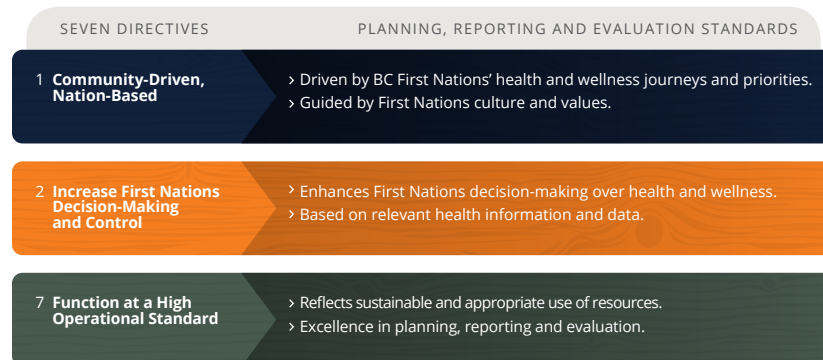 SEVEN DIRECTIVES
PLANNING, REPORTING AND EVALUATION STANDARDS
1 Community-Driven,
Nation-Based
› Driven by BC First Nations’ health and wellness journeys and priorities.
› Guided by First Nations culture and values.
2 Increase First Nations
Decision-Making
and Control
› Enhances First Nations decision-making over health and wellness.
› Based on relevant health information and data.
7 Function at a High
Operational Standard
› Reflects sustainable and appropriate use of resources.
› Excellence in planning, reporting and evaluation.